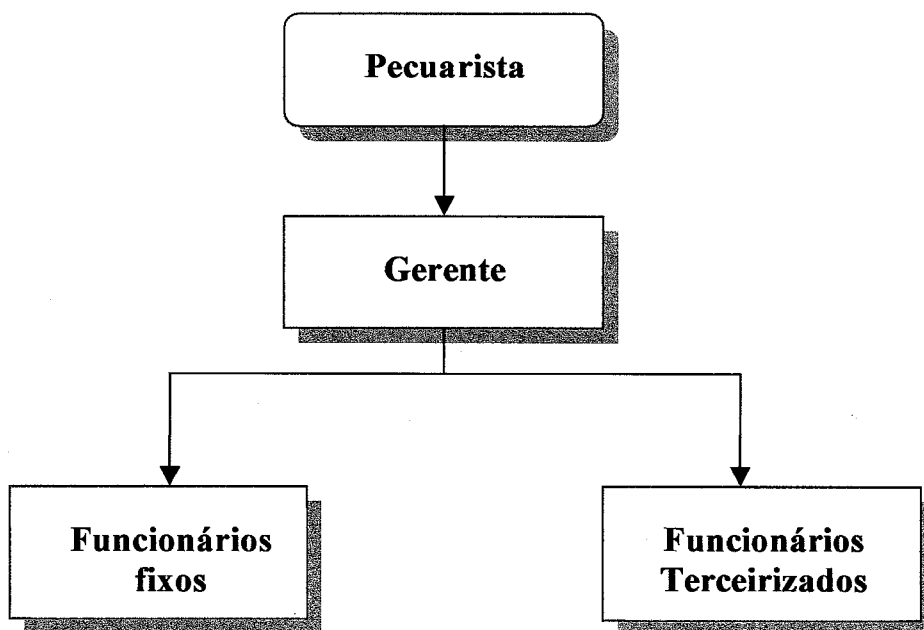 Pecuarista
Gerente
Funcionários
fixos
Funcionários
Terceirizados